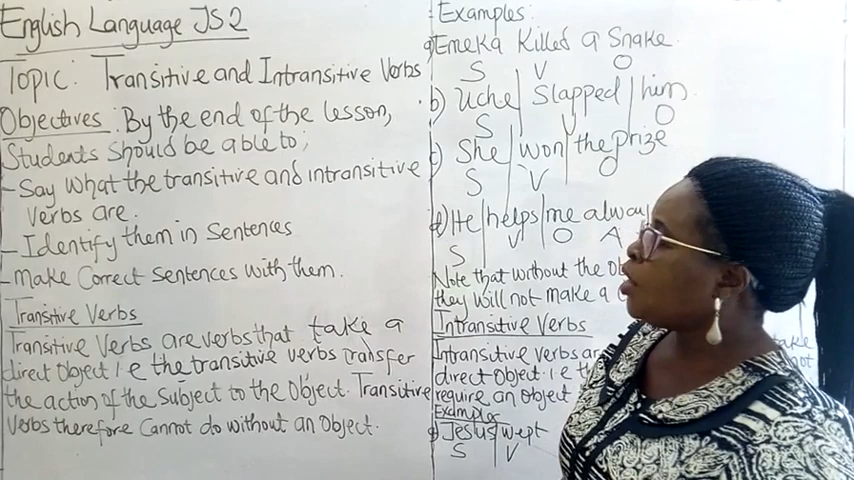 English Language JS2
Topic: Transitive and Intransitive Verbs
Objectives: By the end of the lesson,
Students should be able to;
- Say what the transitive and intransitive
verbs are.
- Identify them in sentences
- Make Correct sentences with them.
Transitive Verbs
Transitive Verbs are verbs that take a
direct Object i.e the transitive verbs transfer
the action of the Subject to the Object. Transitive
Verbs therefore Cannot do without an Object.
Examples:
a) Emeka Killed a Snake.
S V O
b) Uche slapped him.
S V O
c) She won the prize
S V O
d) He helps me alway
S V O A
Note that without the
they will not make a
Intransitive Verbs
Intransitive verbs
take
direct Object. i.e
not
require an object
Examples
a) Jesus wept
S V